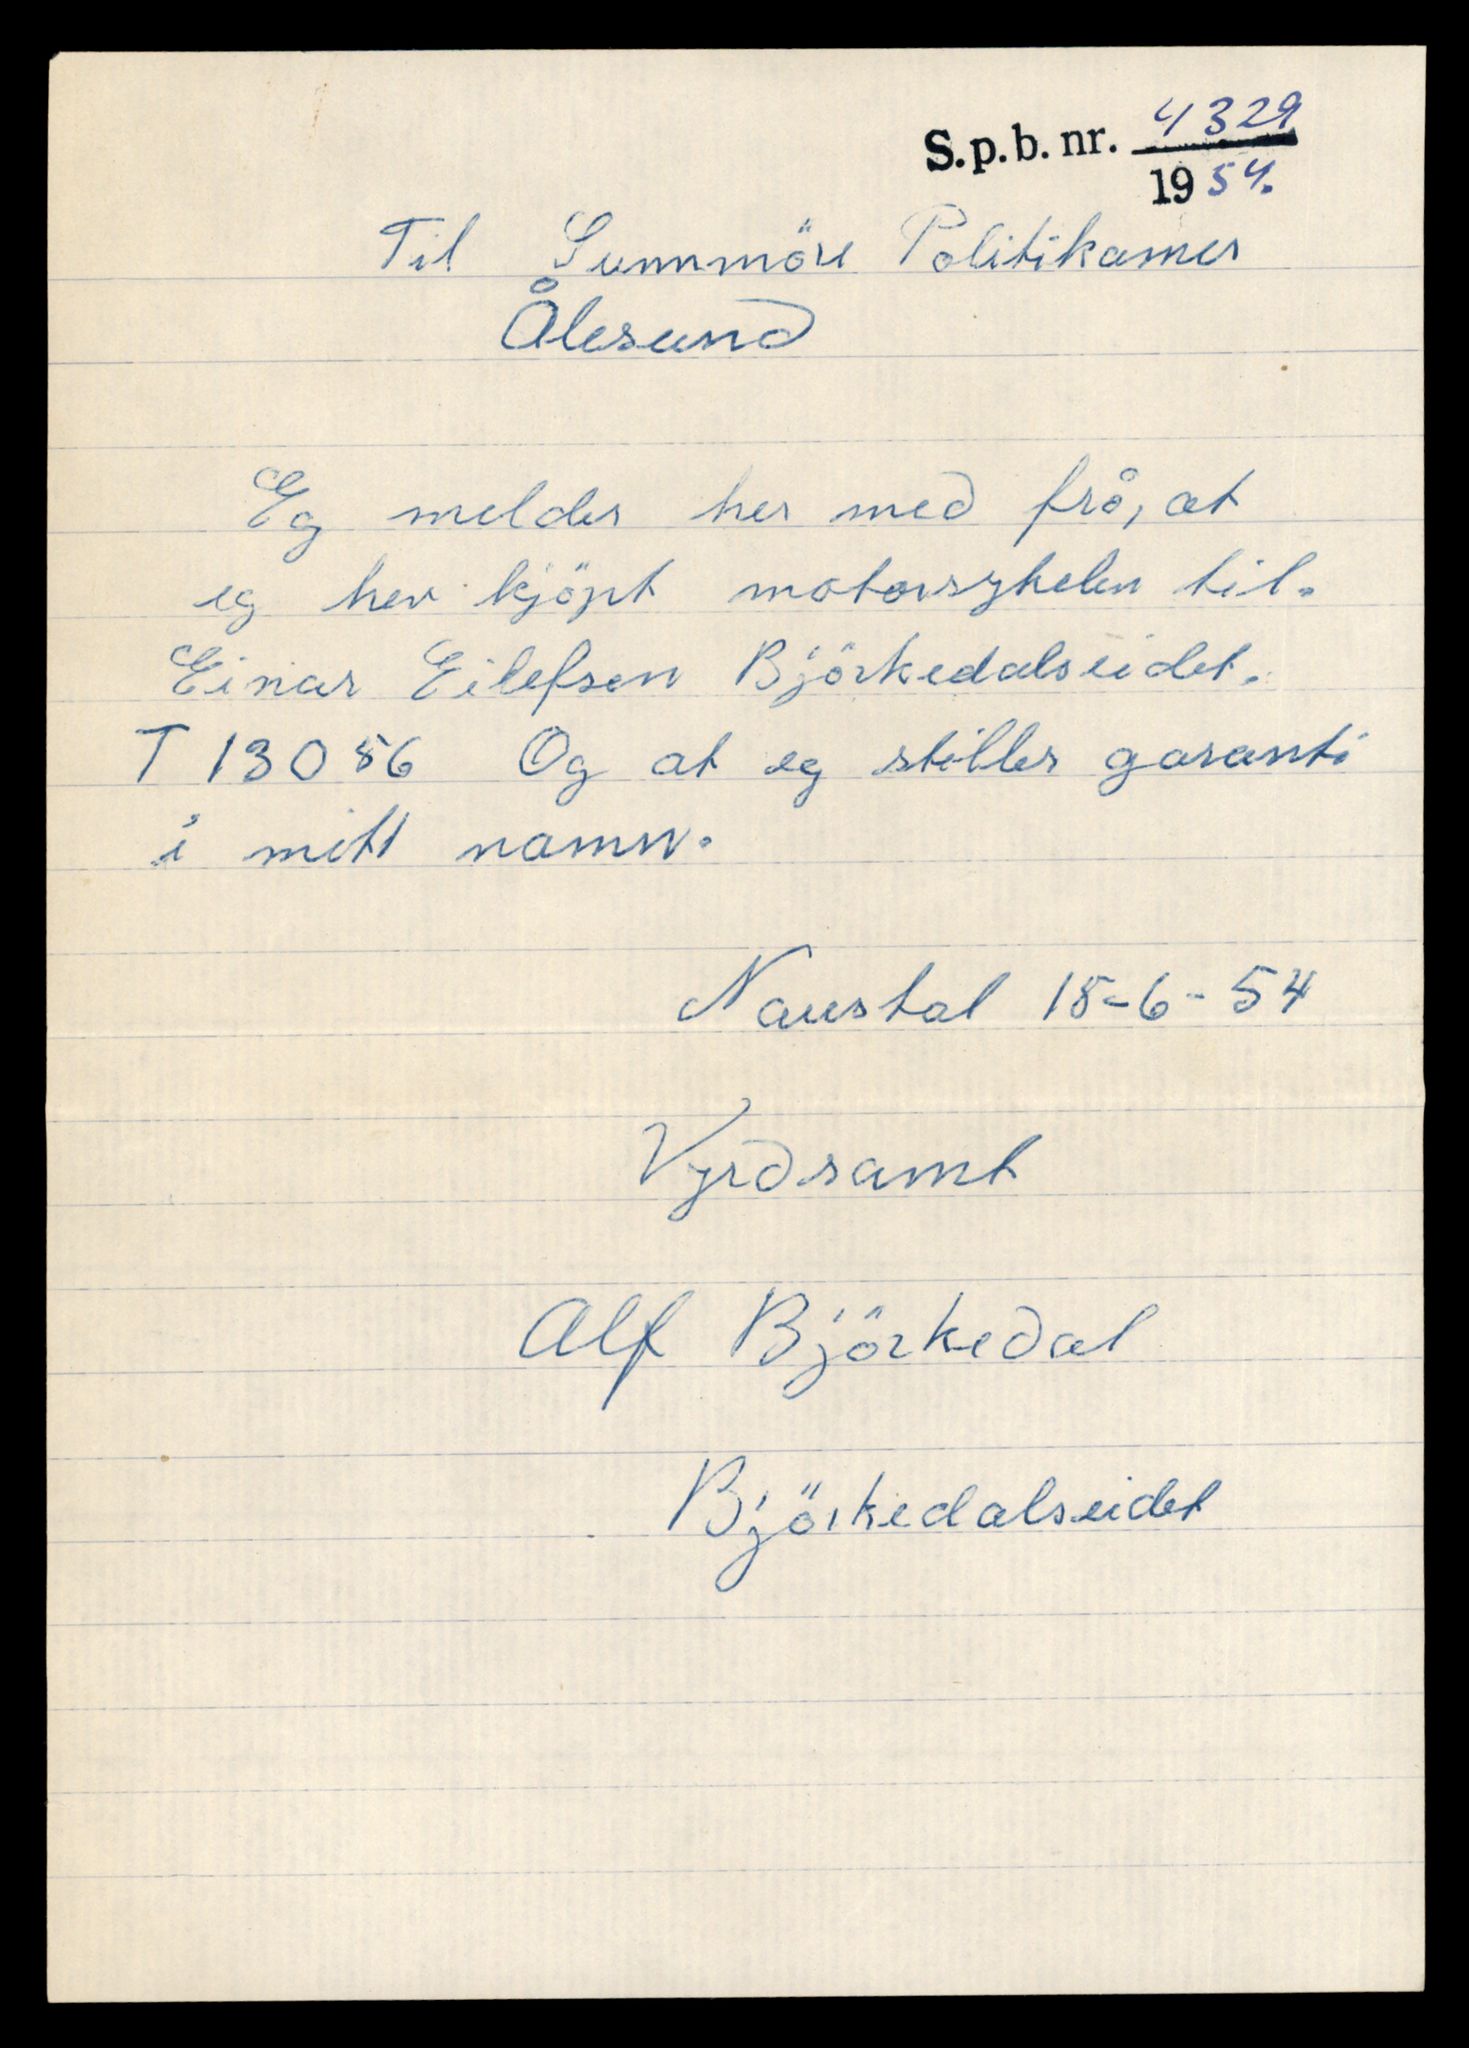 S.p.b. nr. 4329
1954.
Til Sunnmöre Politikamer
Ålesund
Eg melder her med frå, at
eg hev kjöpt motorsykelen til.
Einar Eilefsen Björkedalseidet.
T 13086 Og at eg stiller garanti
i mitt namn.
Naustal 18-6-54
Vyrdsamt
Alf Björkedal
Björkedalseidet